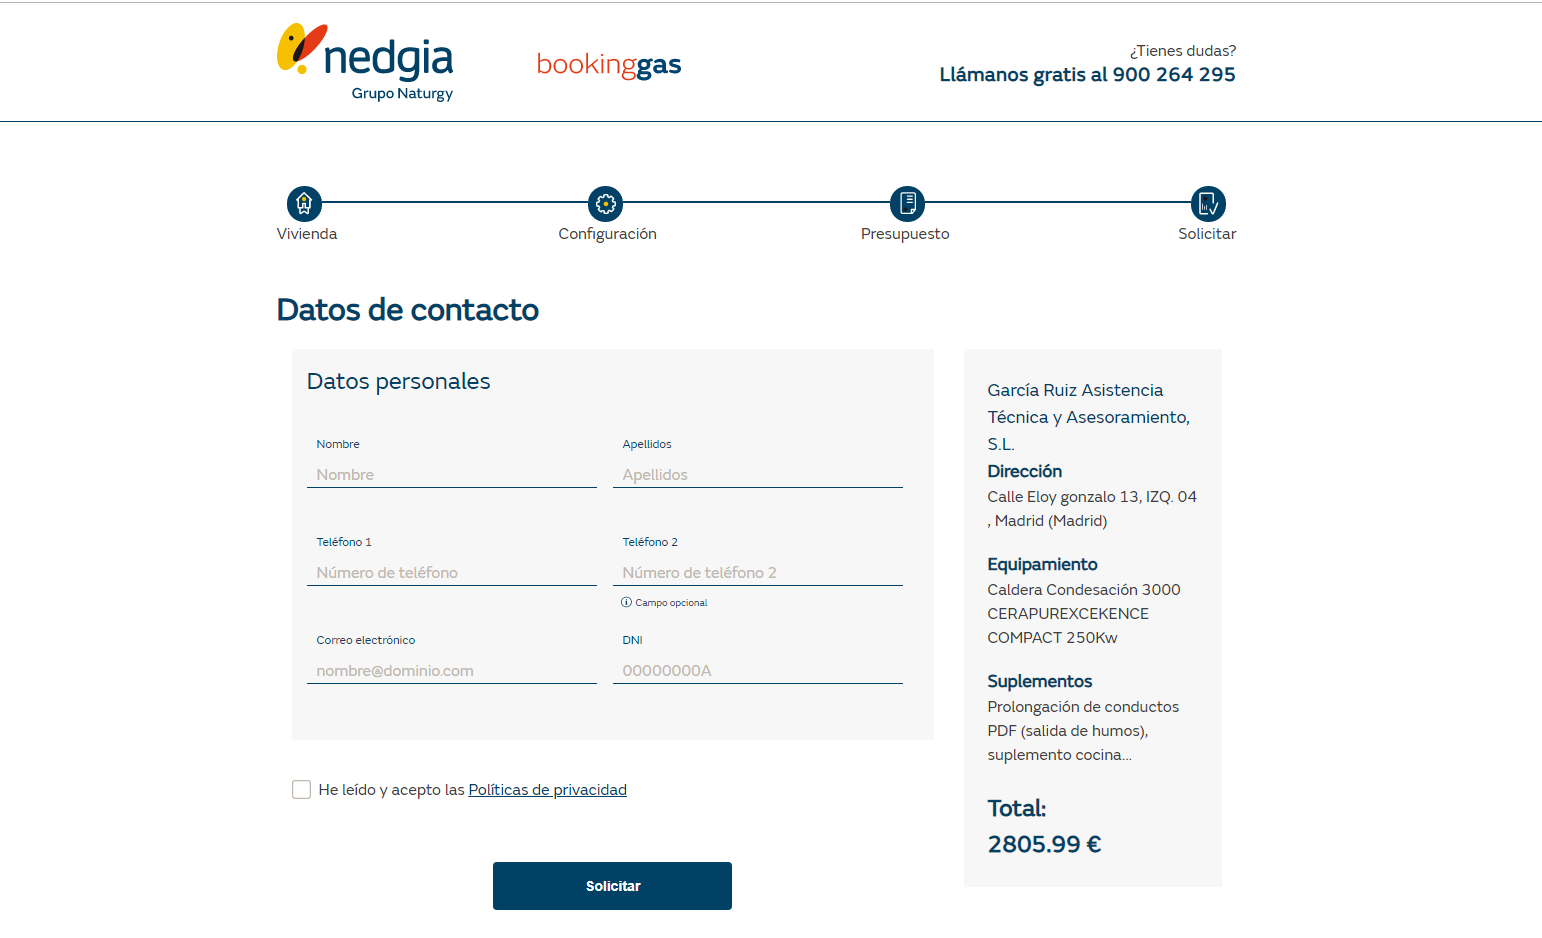 nedgia
Grupo Naturgy
bookinggas
¿Tienes dudas?
Llámanos gratis al 900 264 295
Vivienda
Configuración
Presupuesto
Solicitar
Datos de contacto
Datos personales
Nombre
Apellidos
Nombre
Apellidos
Teléfono 1
Teléfono 2
Número de teléfono
Número de teléfono 2
Campo opcional
Correo electrónico
DNI
nombre@dominio.com
00000000A
He leído y acepto las Políticas de privacidad
Solicitar
García Ruiz Asistencia
Técnica y Asesoramiento,
S.L.
Dirección
Calle Eloy gonzalo 13, IZQ. 04
, Madrid (Madrid)
Equipamiento
Caldera Condesación 3000
CERAPUREXCEKENCE
COMPACT 250Kw
Suplementos
Prolongación de conductos
PDF (salida de humos),
suplemento cocina...
Total:
2805.99 €